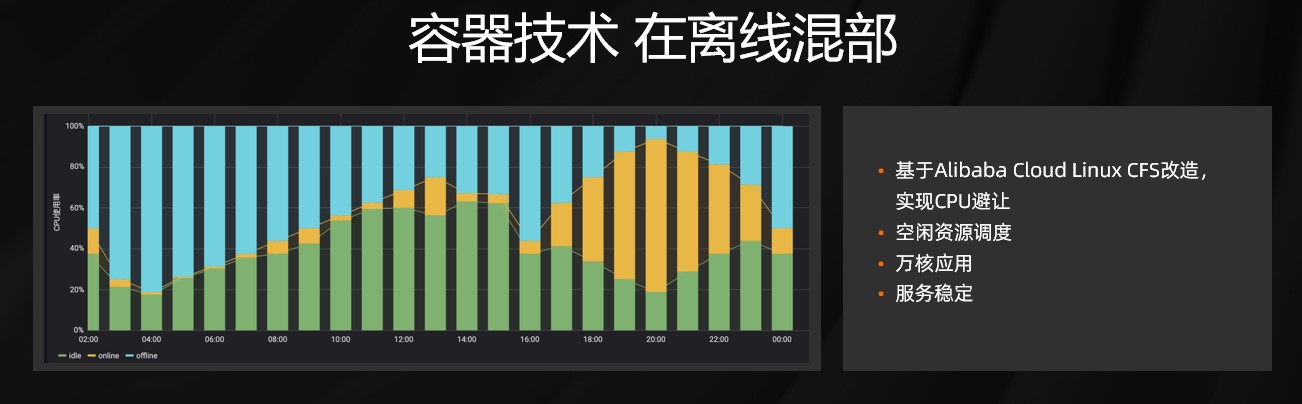 容器技术 在离线混部
100%
80%
60%
40%
20%
0%
CPU使用率
02:00 04:00 06:00 08:00 10:00 12:00 14:00 16:00 18:00 20:00 22:00 00:00
idle online offline
基于Alibaba Cloud Linux CFS改造，
实现CPU避让
空闲资源调度
万核应用
服务稳定